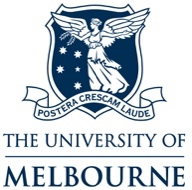 POSTERA CRESCAM LAUDE
THE UNIVERSITY OF
MELBOURNE